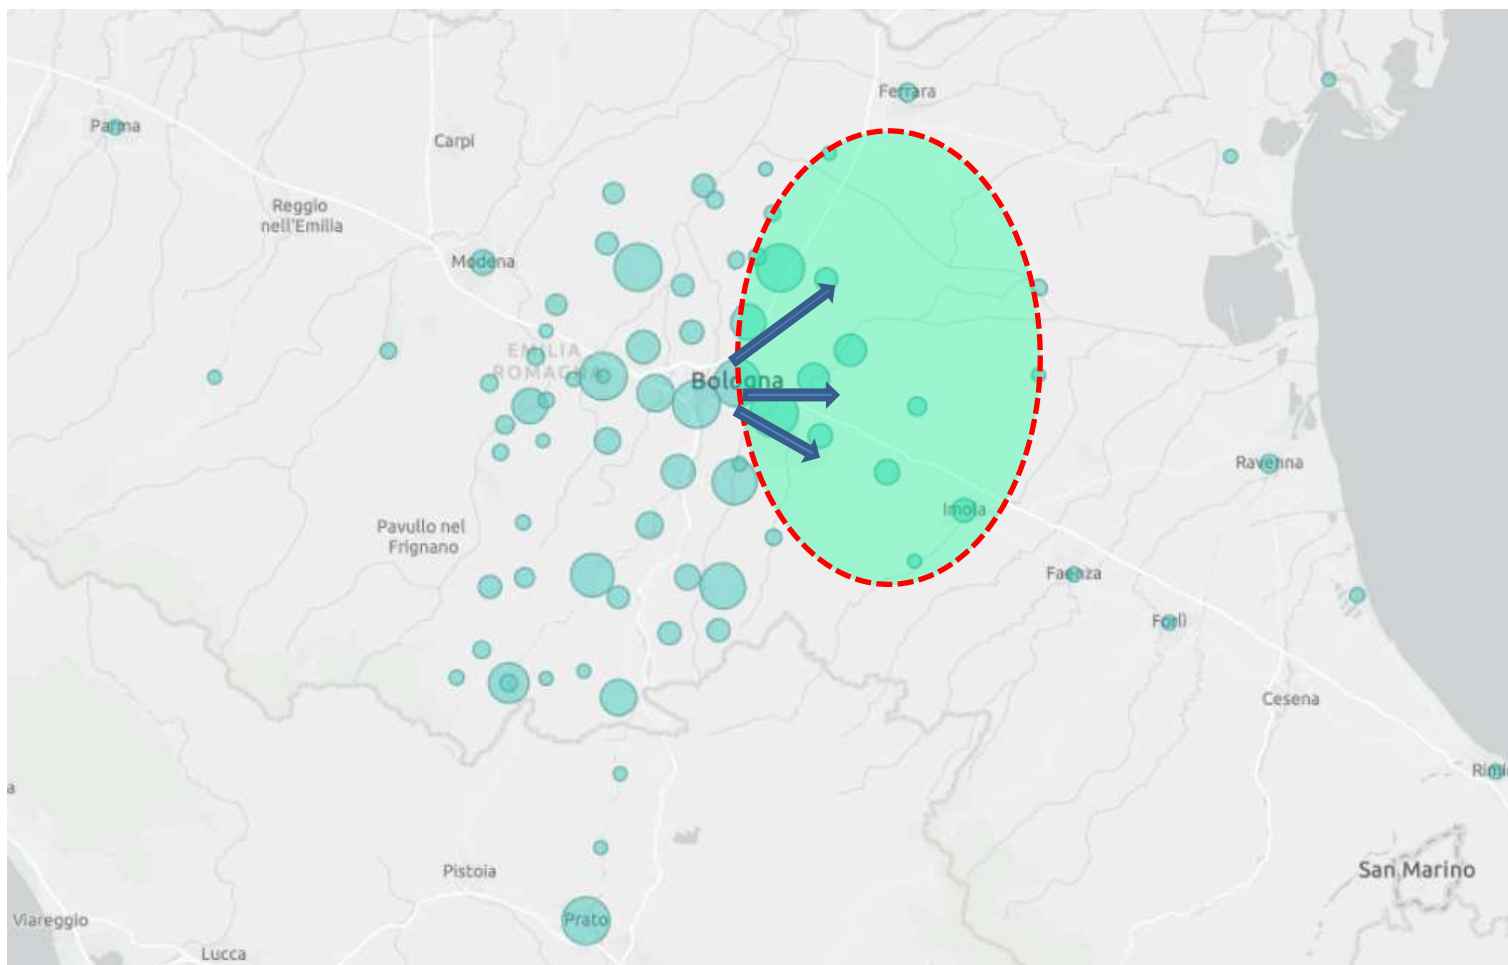 Ferrara
Parma
Carpi
Reggio
nell'Emilia
Modena
EMILIA
ROMAGNA
Bologna
Ravenna
Imola
Pavullo nel
Frignano
Faenza
Forlì
Cesena
Rimi
a
Pistoia
San Marino
Viareggio
Prato
Lucca